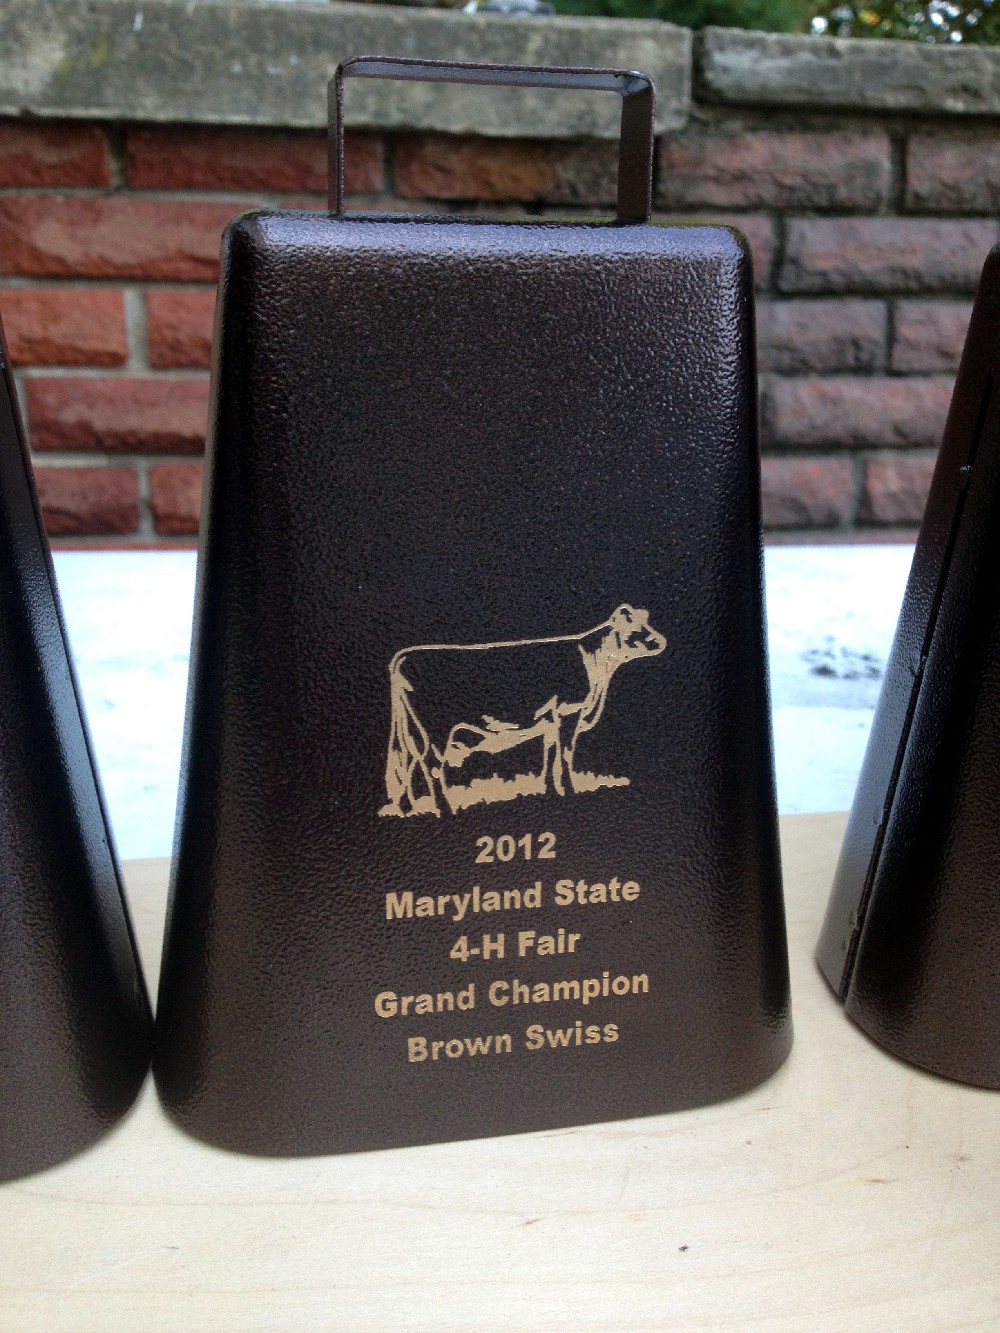 2012
Maryland State
4-H Fair
Grand Champion
Brown Swiss